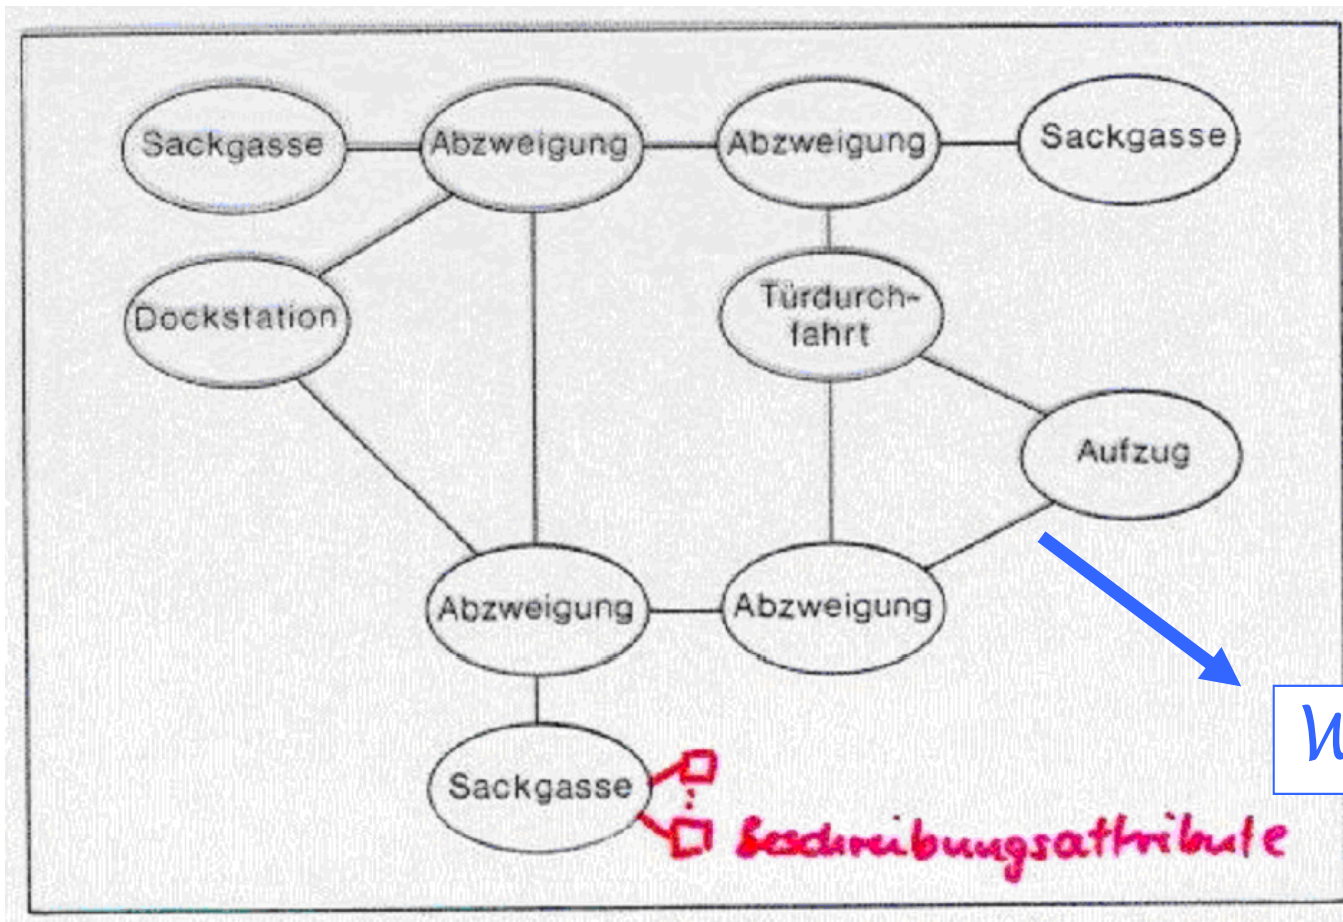 Sackgasse
Abzweigung
Abzweigung
Sackgasse
Dockstation
Türdurch-
fahrt
Aufzug
Abzweigung
Abzweigung
Sackgasse
Beschreibungsattribute